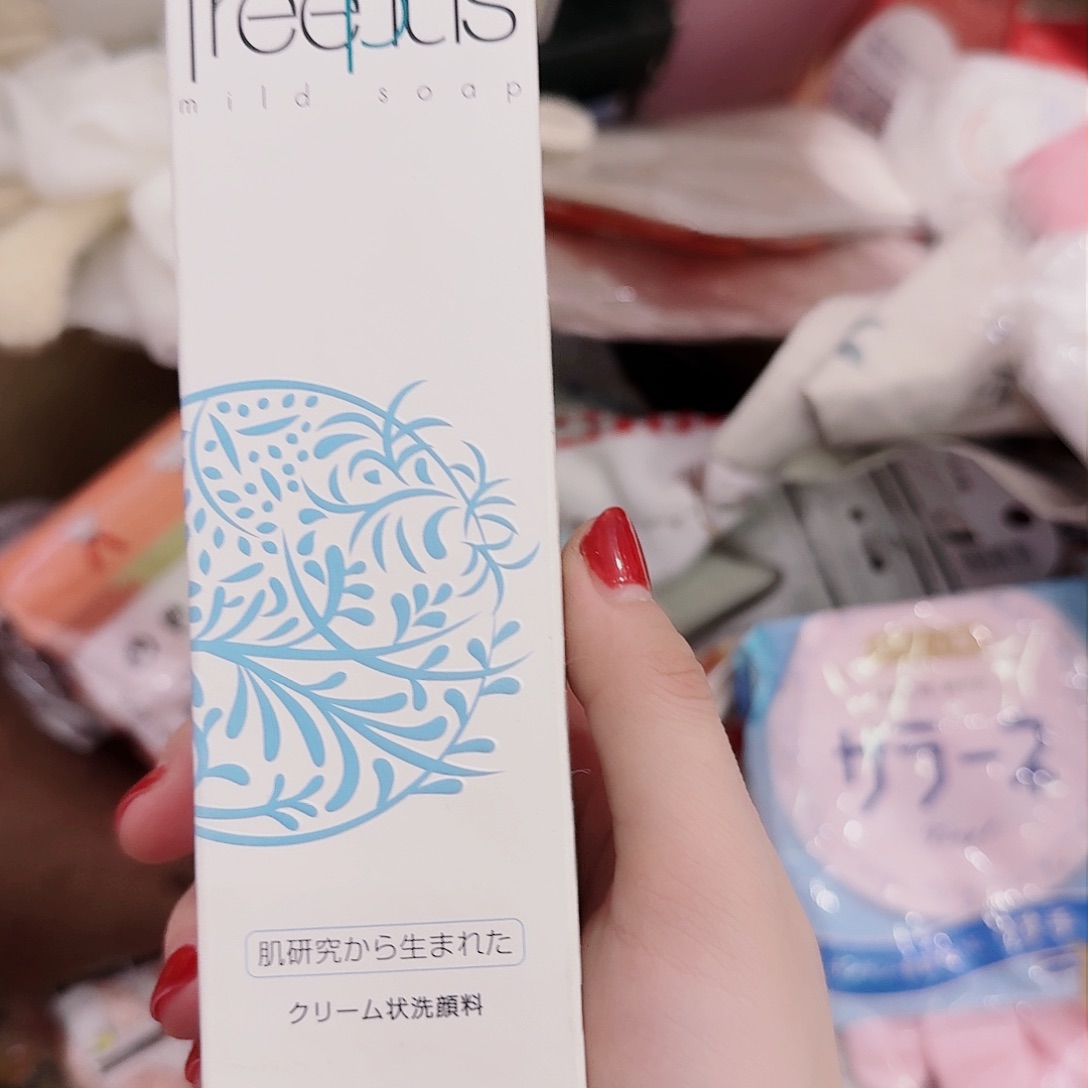 freeplus
mild soap
肌研究から生まれた
クリーム状洗顔料
サラース